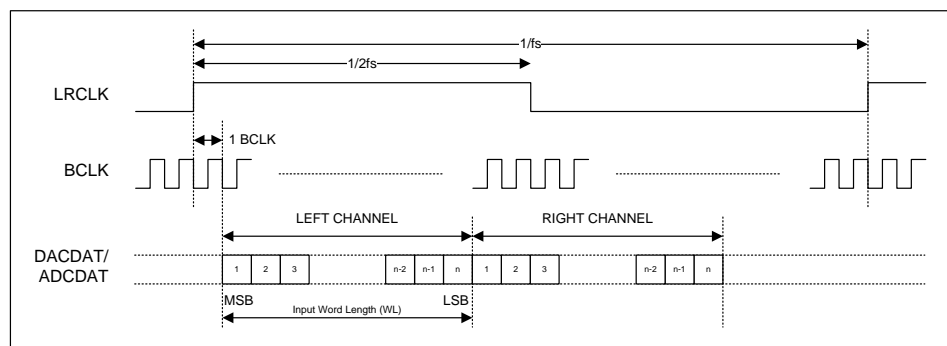 1/fs
1/2fs
LRCLK
1 BCLK
BCLK
LEFT CHANNEL
RIGHT CHANNEL
DACDAT/
ADCDAT
1 2 3 n-2 n-1 n 1 2 3 n-2 n-1 n
MSB LSB
Input Word Length (WL)